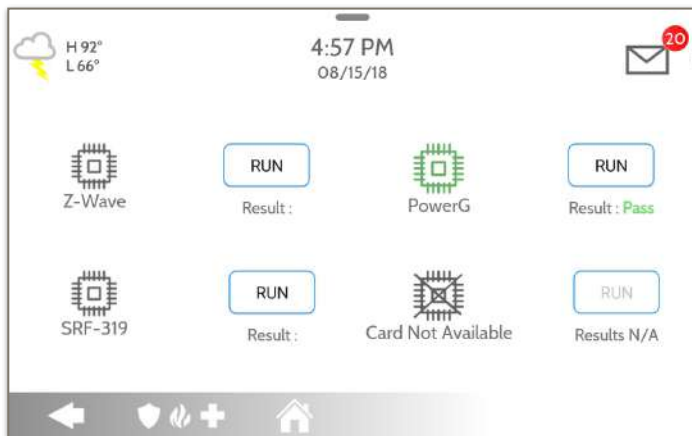 H 92°
L 66°
4:57 PM
08/15/18
20
Z-Wave
RUN
Result :
PowerG
RUN
Result : Pass
SRF-319
RUN
Result :
Card Not Available
RUN
Results N/A